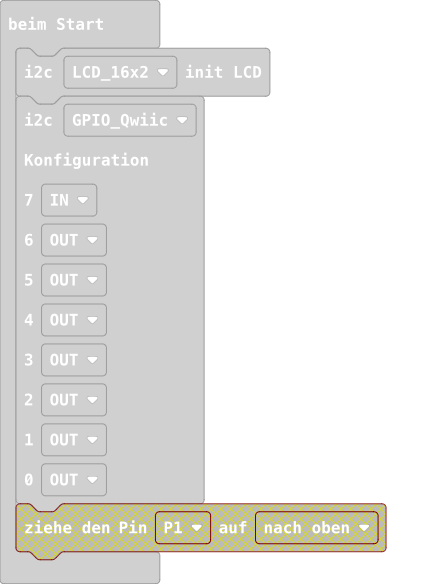 beim Start
i2c LCD_16x2 init LCD
i2c GPIO_Qwiic
Konfiguration
7 IN
6 OUT
5 OUT
4 OUT
3 OUT
2 OUT
1 OUT
0 OUT
ziehe den Pin P1 auf nach oben